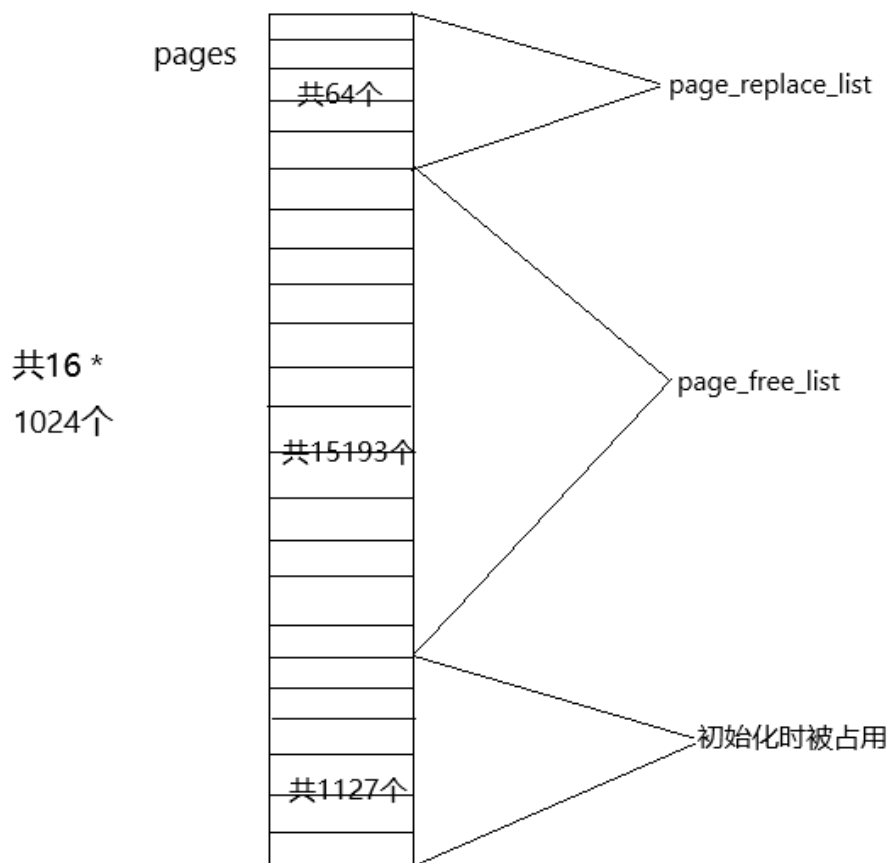 pages
共64个
page_replace_list
共16 *
1024个
page_free_list
共15193个
初始化时被占用
共1127个